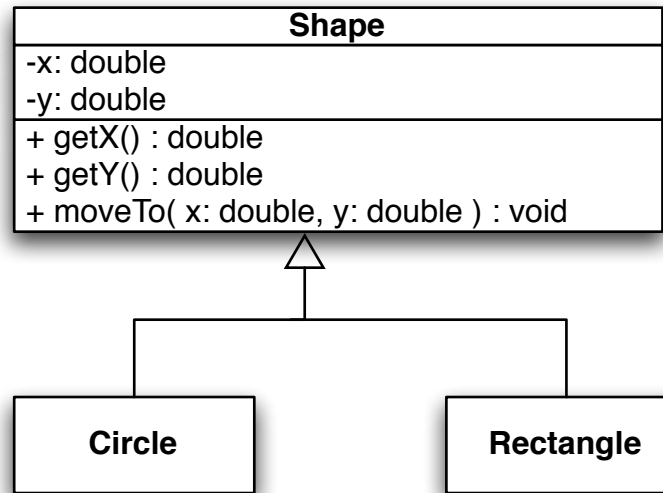 Shape
-x: double
-y: double
+ getX() : double
+ getY() : double
+ moveTo( x: double, y: double ) : void
Circle
Rectangle